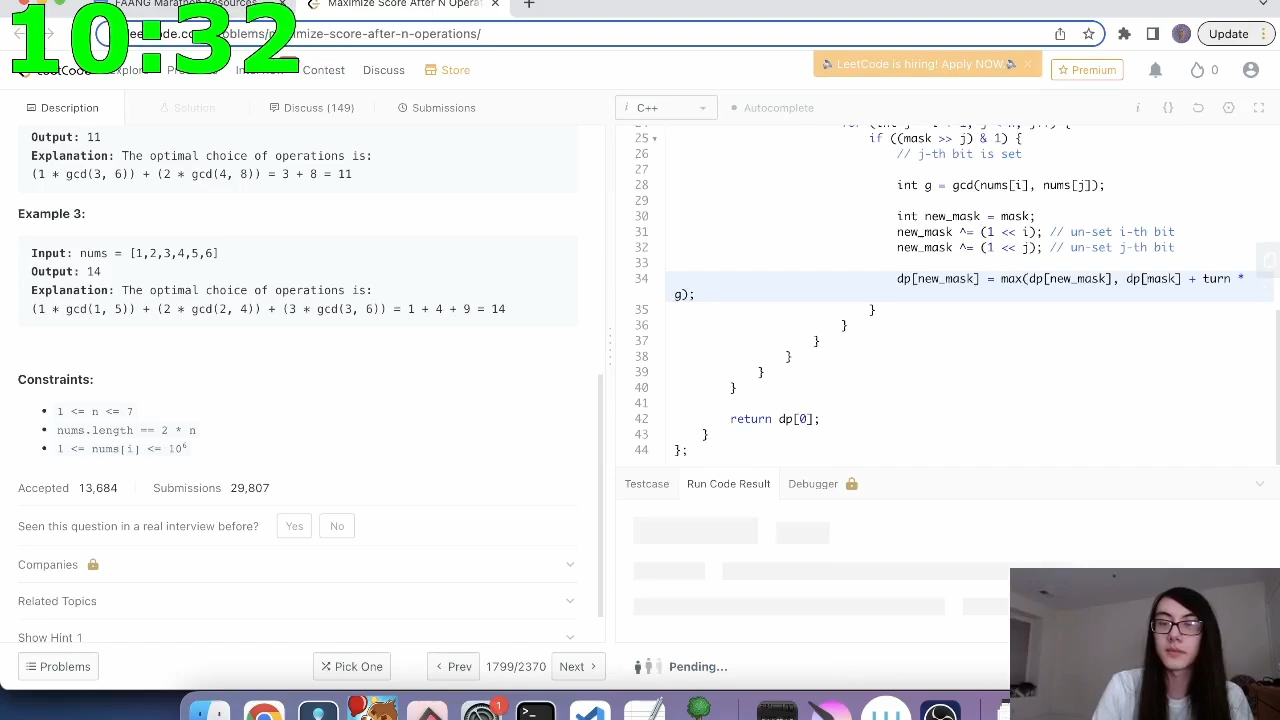 FAANG Marathon Resources
Maximize Score After N Operat
10:32
maximize-score-after-n-operations/
Update
Explore
Interview
Contest
Discuss
Store
LeetCode is hiring! Apply NOW.
Premium
0
Description
Solution
Discuss (149)
Submissions
i C++
Autocomplete
Output: 11
Explanation: The optimal choice of operations is:
(1 * gcd(3, 6)) + (2 * gcd(4, 8)) = 3 + 8 = 11
Example 3:
Input: nums = [1,2,3,4,5,6]
Output: 14
Explanation: The optimal choice of operations is:
(1 * gcd(1, 5)) + (2 * gcd(2, 4)) + (3 * gcd(3, 6)) = 1 + 4 + 9 = 14
Constraints:
1 <= n <= 7
nums.length == 2 * n
1 <= nums[i] <= 10⁶
Accepted 13,684 Submissions 29,807
Seen this question in a real interview before? Yes No
Companies
Related Topics
Show Hint 1
Problems
Pick One
Prev
1799/2370
Next
25 if ((mask >> j) & 1) {
26 // j-th bit is set
27
28 int g = gcd(nums[i], nums[j]);
29
30 int new_mask = mask;
31 new_mask ^= (1 << i); // un-set i-th bit
32 new_mask ^= (1 << j); // un-set j-th bit
33
34 dp[new_mask] = max(dp[new_mask], dp[mask] + turn *
g);
35 }
36 }
37 }
38 }
39 }
40 }
41
42 return dp[0];
43 }
44 };
Testcase
Run Code Result
Debugger
Pending...
1